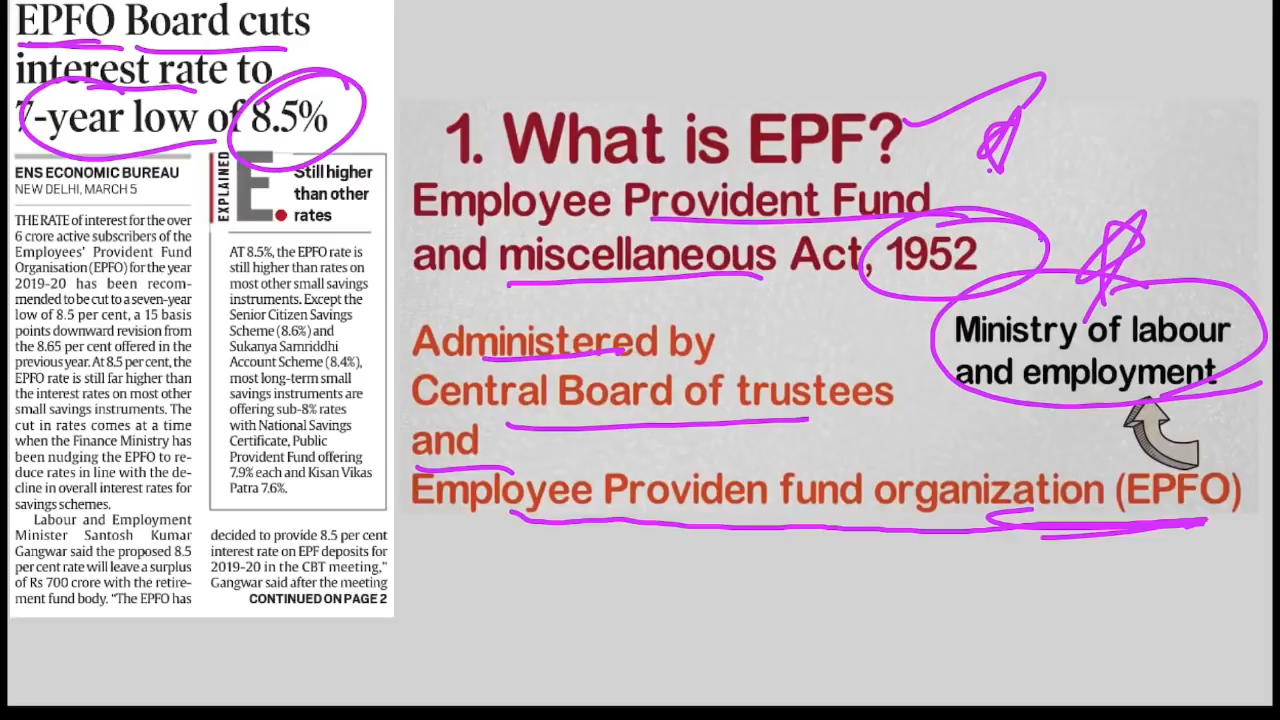 EPFO Board cuts
interest rate to
7-year low of 8.5%
ENS ECONOMIC BUREAU
NEW DELHI, MARCH 5
THE RATE of interest for the over
6 crore active subscribers of the
Employees' Provident Fund
Organisation (EPFO) for the year
2019-20 has been recom-
mended to be cut to a seven-year
low of 8.5 per cent, a 15 basis
points downward revision from
the 8.65 per cent offered in the
previous year. At 8.5 per cent, the
EPFO rate is still far higher than
the interest rates on most other
small savings instruments. The
cut in rates comes at a time
when the Finance Ministry has
been nudging the EPFO to re-
duce rates in line with the de-
cline in overall interest rates for
savings schemes.
Labour and Employment
Minister Santosh Kumar
Gangwar said the proposed 8.5
per cent rate will leave a surplus
of Rs 700 crore with the retire-
ment fund body. "The EPFO has
EXPLAINED
E.
Still higher
than other
rates
AT 8.5%, the EPFO rate is
still higher than rates on
most other small savings
instruments. Except the
Senior Citizen Savings
Scheme (8.6%) and
Sukanya Samriddhi
Account Scheme (8.4%),
most long-term small
savings instruments are
offering sub-8% rates
with National Savings
Certificate, Public
Provident Fund offering
7.9% each and Kisan Vikas
Patra 7.6%.
decided to provide 8.5 per cent
interest rate on EPF deposits for
2019-20 in the CBT meeting,"
Gangwar said after the meeting
CONTINUED ON PAGE 2
1. What is EPF?
Employee Provident Fund
and miscellaneous Act, 1952
Administered by
Central Board of trustees
and
Employee Providen fund organization (EPFO)
Ministry of labour
and employment